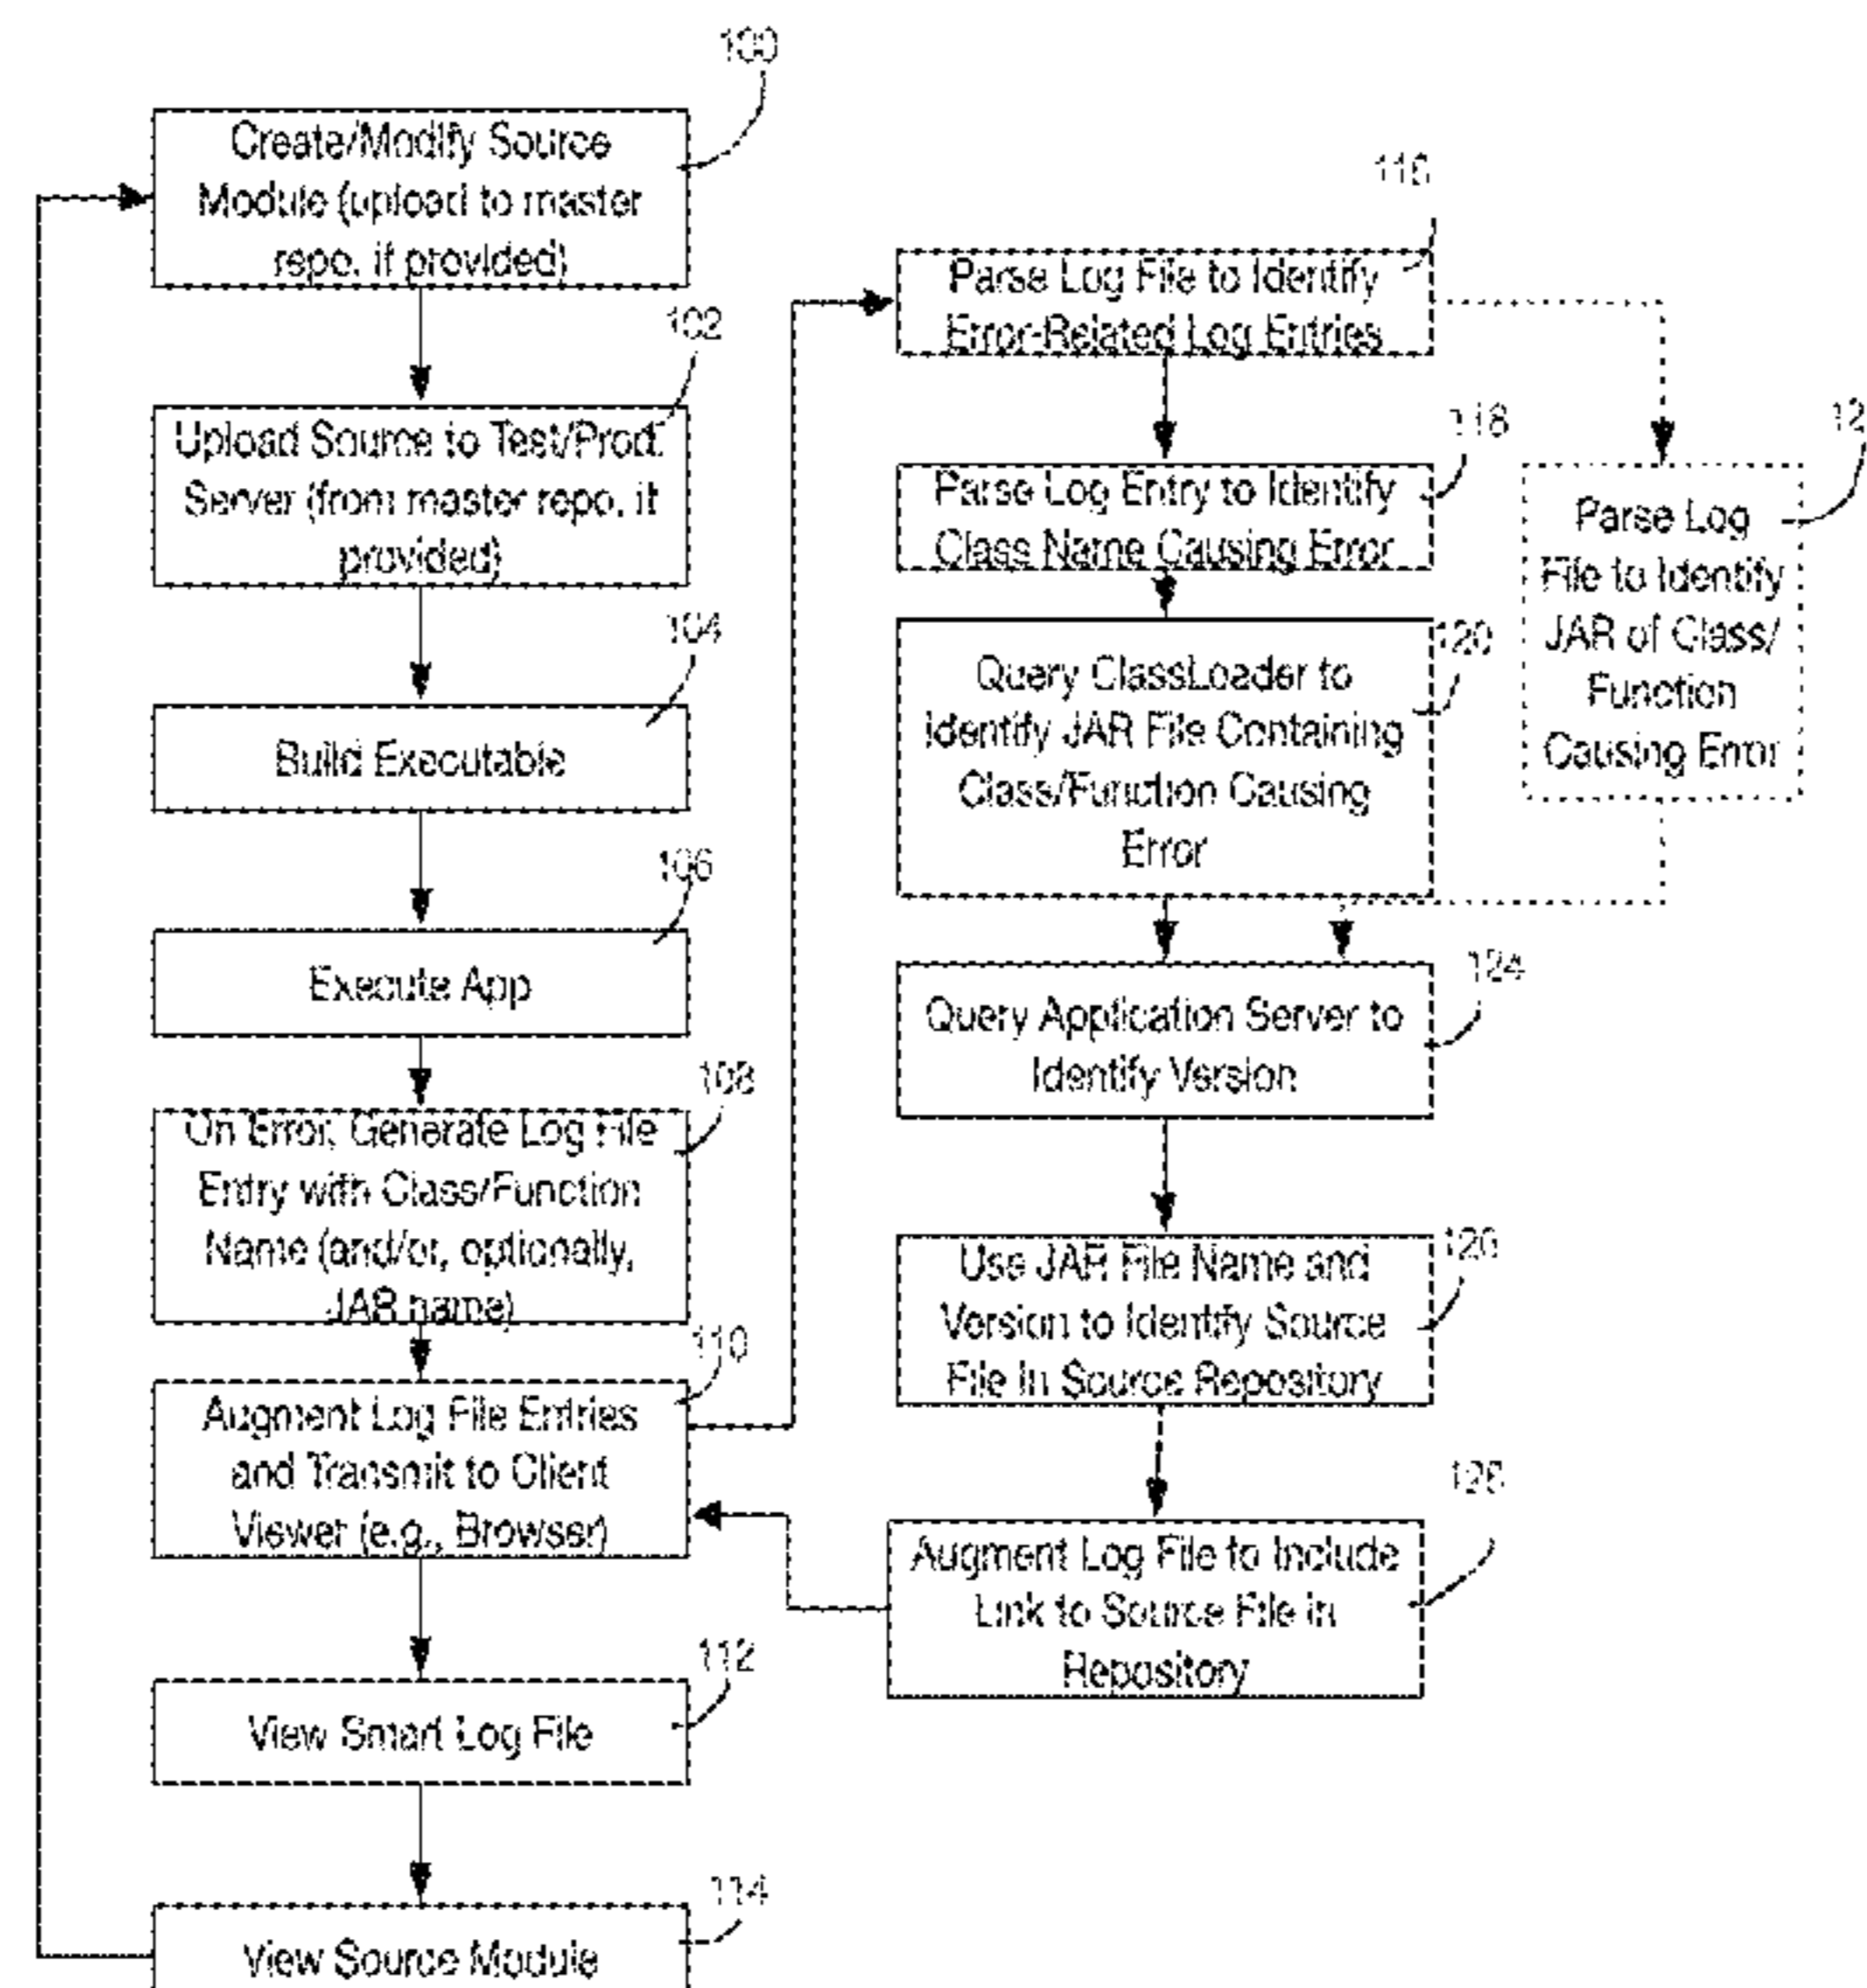 100
Create/Modify Source
Module (upload to master
repo, if provided)
102
Upload Source to Test/Prod.
Server (from master repo, if
provided)
104
Build Executable
106
Execute App
108
On Error, Generate Log File
Entry with Class/Function
Name (and/or, optionally,
JAR name)
110
Augment Log File Entries
and Transmit to Client
Viewer (e.g., Browser)
112
View Smart Log File
114
View Source Module
116
Parse Log File to Identify
Error-Related Log Entries
118
Parse Log Entry to Identify
Class Name Causing Error
120
Query ClassLoader to
Identify JAR File Containing
Class/Function Causing
Error
12
Parse Log
File to Identify
JAR of Class/
Function
Causing Error
124
Query Application Server to
Identify Version
Use JAR File Name and
Version to Identify Source
File In Source Repository
Augment Log File to Include
Link to Source File in
Repository